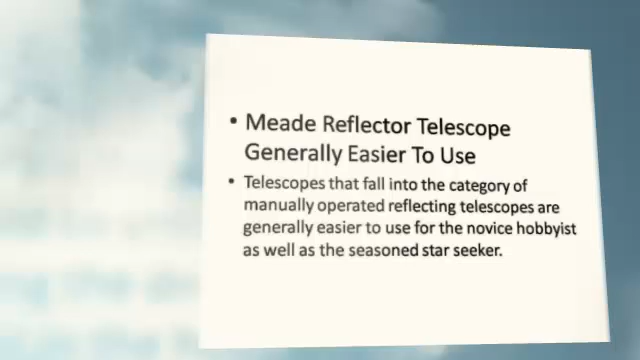 • Meade Reflector Telescope
Generally Easier To Use
• Telescopes that fall into the category of
manually operated reflecting telescopes are
generally easier to use for the novice hobbyist
as well as the seasoned star seeker.